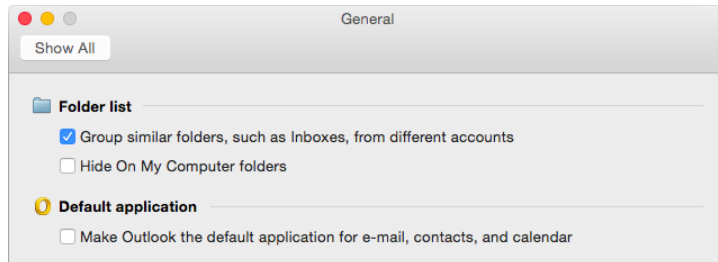 General
Show All
Folder list
Group similar folders, such as Inboxes, from different accounts
Hide On My Computer folders
Default application
Make Outlook the default application for e-mail, contacts, and calendar